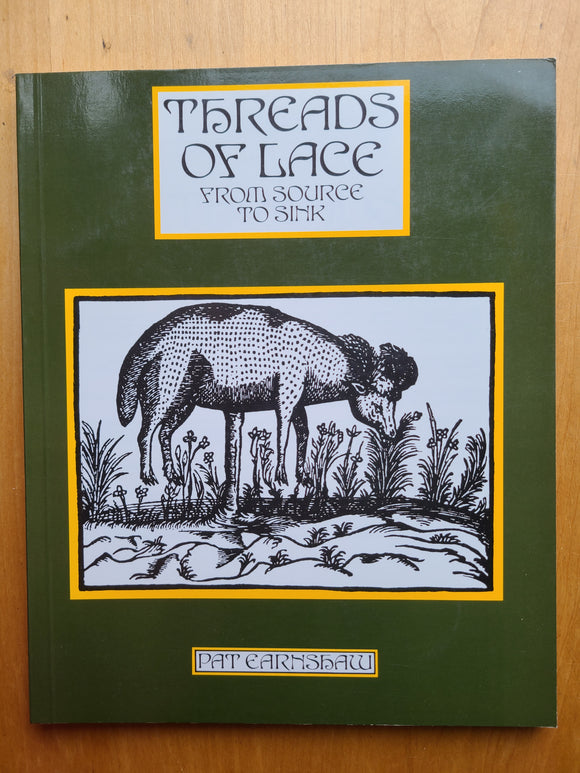 THREADS
OF LACE
FROM SOURCE
TO SINK
PAT EARNSHAW